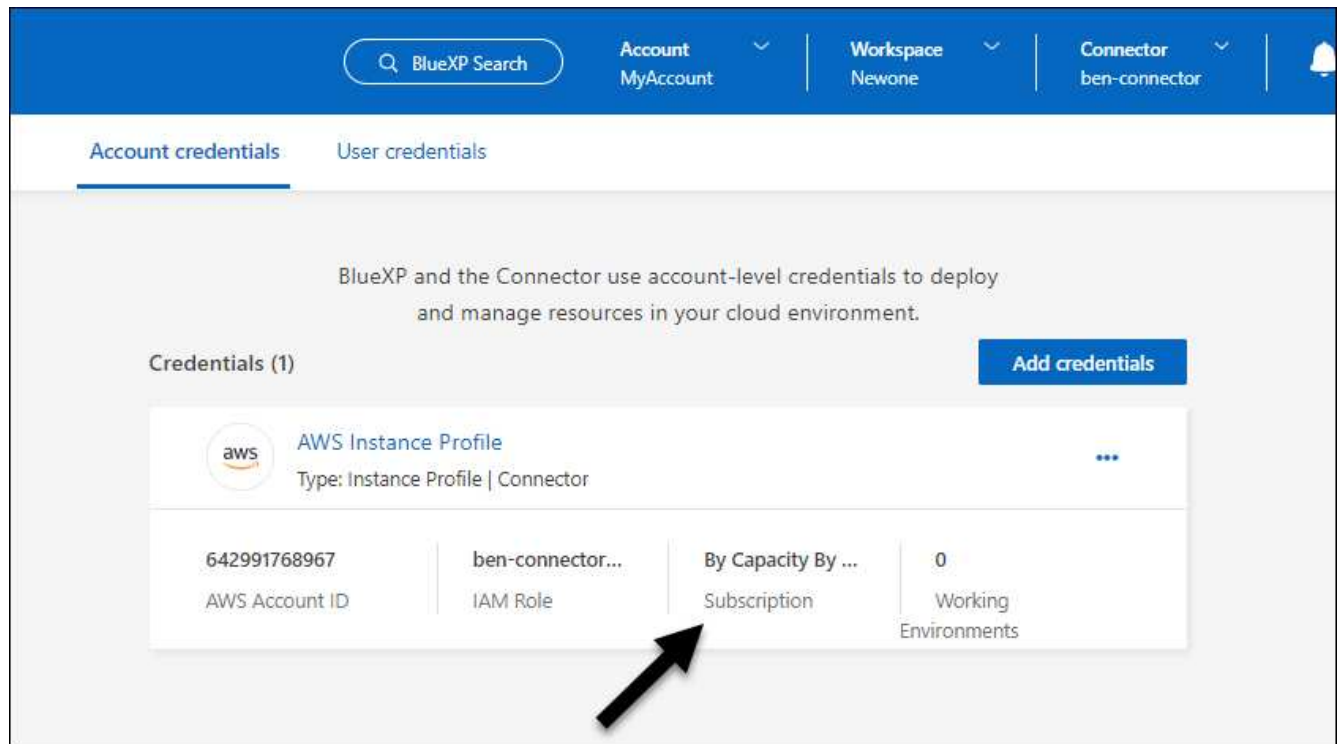 BlueXP Search
Account
MyAccount
Workspace
Newone
Connector
ben-connector
Account credentials
User credentials
BlueXP and the Connector use account-level credentials to deploy
and manage resources in your cloud environment.
Credentials (1)
Add credentials
aws
AWS Instance Profile
Type: Instance Profile | Connector
642991768967
AWS Account ID
ben-connector...
IAM Role
By Capacity By ...
Subscription
0
Working
Environments